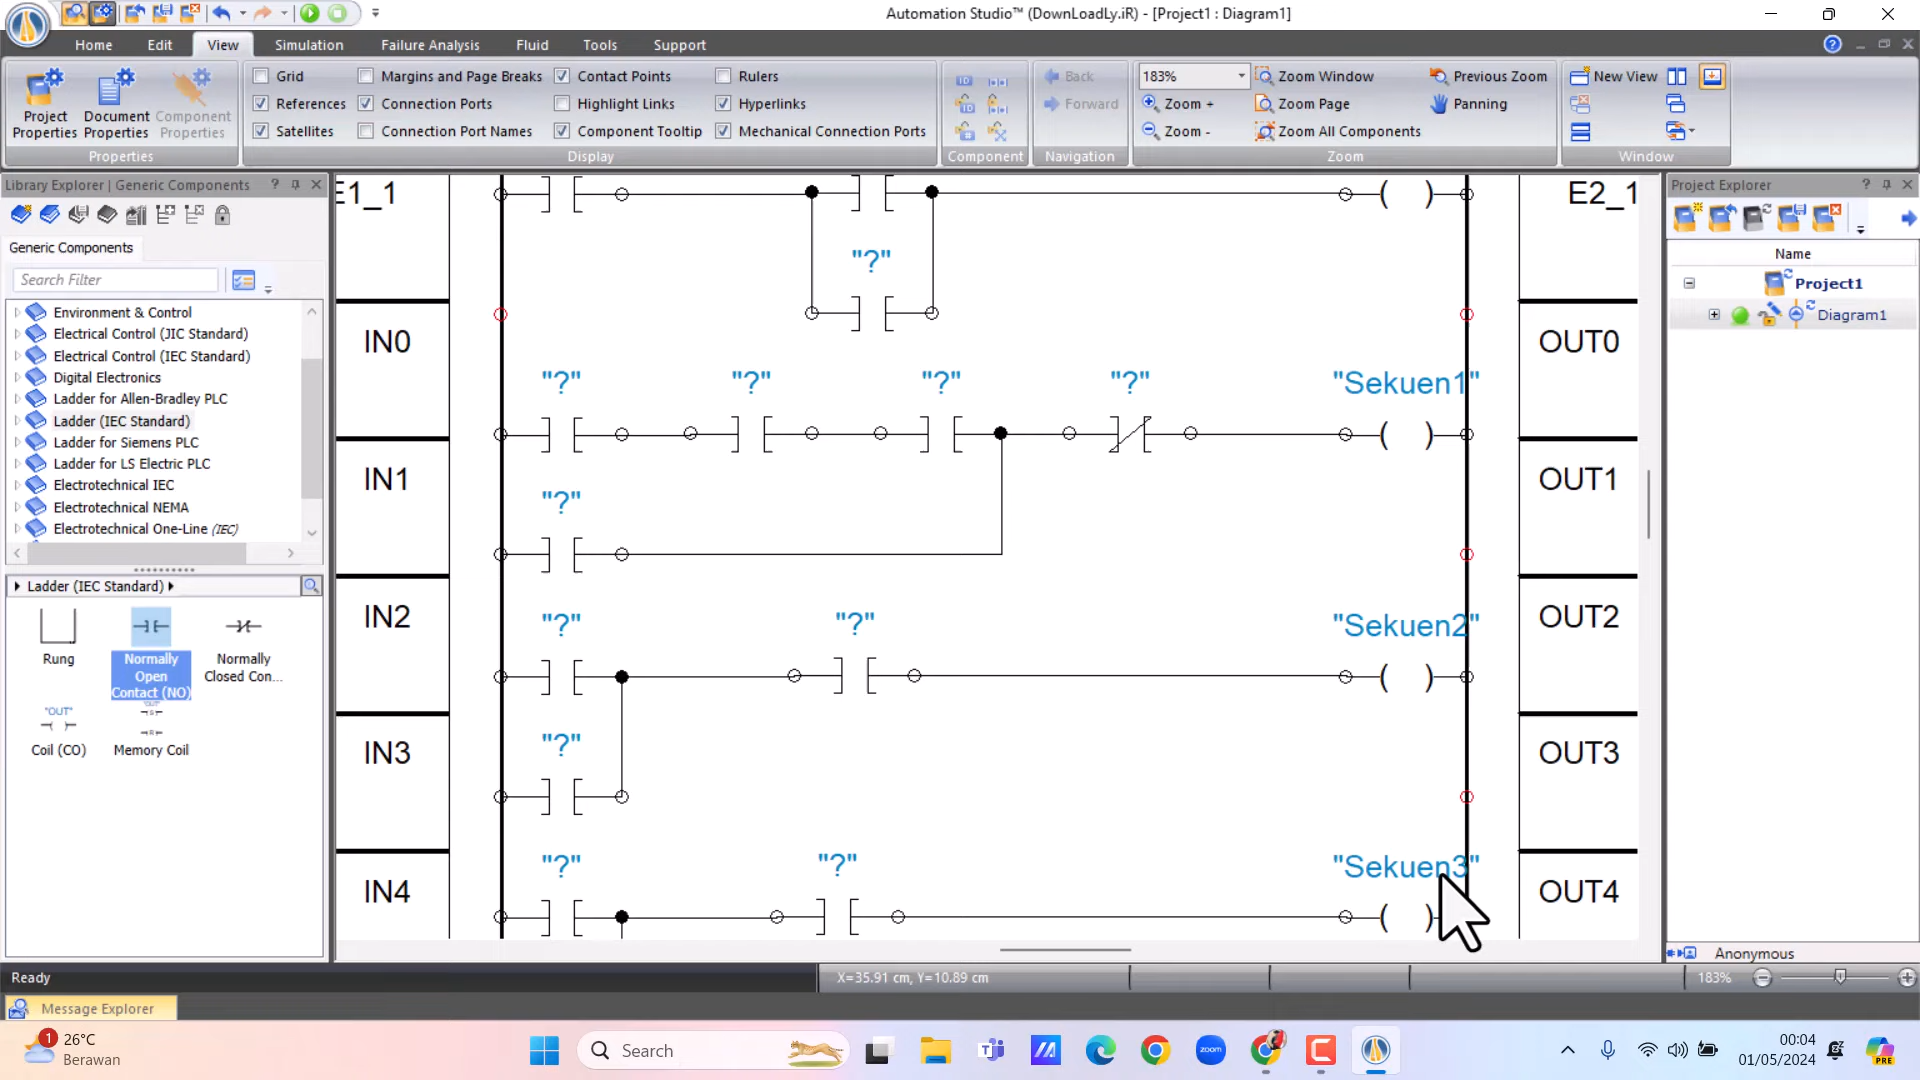 Automation Studio™ (DownLoadLy.iR) - [Project1 : Diagram1]
Home Edit View Simulation Failure Analysis Fluid Tools Support
Project Properties
Document Properties
Component Properties
Properties
Grid Margins and Page Breaks Contact Points Rulers
References Connection Ports Highlight Links Hyperlinks
Satellites Connection Port Names Component Tooltip Mechanical Connection Ports
Display
Component
Back
Forward
Navigation
183% Zoom Window Previous Zoom
Zoom + Zoom Page Panning
Zoom - Zoom All Components
Zoom
New View
Window
Library Explorer | Generic Components
Generic Components
Search Filter
Environment & Control
Electrical Control (JIC Standard)
Electrical Control (IEC Standard)
Digital Electronics
Ladder for Allen-Bradley PLC
Ladder (IEC Standard)
Ladder for Siemens PLC
Ladder for LS Electric PLC
Electrotechnical IEC
Electrotechnical NEMA
Electrotechnical One-Line (IEC)
Ladder (IEC Standard)
Rung
Normally Open Contact (NO)
Normally Closed Con...
"OUT"
Coil (CO)
Memory Coil
E1_1 E2_1
"?"
IN0 OUT0
"?" "?" "?" "?" "Sekuen1"
IN1 OUT1
"?"
IN2 OUT2
"?" "?" "Sekuen2"
IN3 OUT3
"?"
"?" "?" "Sekuen3"
IN4 OUT4
Project Explorer
Name
Project1
Diagram1
Anonymous
Ready X=35.91 cm, Y=10.89 cm 183%
Message Explorer
1
26°C
Berawan
Search
zoom
00:04
01/05/2024
PRE